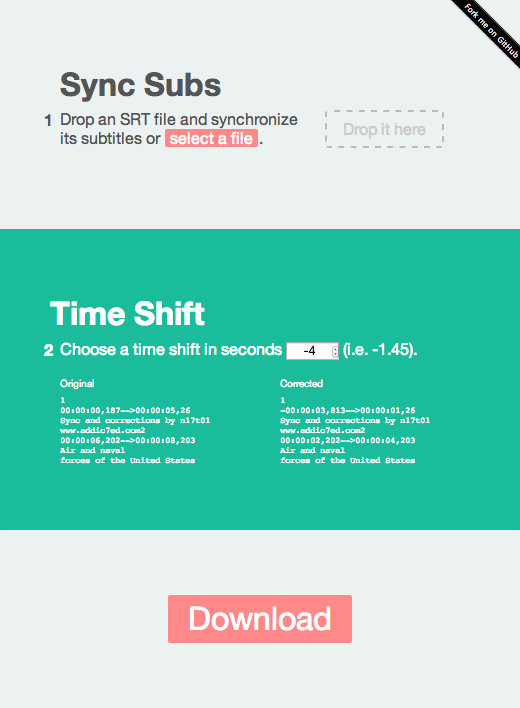 Fork me on GitHub
Sync Subs
1 Drop an SRT file and synchronize
its subtitles or select a file .
Drop it here
Time Shift
2 Choose a time shift in seconds -4 (i.e. -1.45).
Original
1
00:00:00,187-->00:00:05,26
Sync and corrections by n17t01
www.addic7ed.com2
00:00:06,202-->00:00:08,203
Air and naval
forces of the United States
Corrected
1
-00:00:03,813-->00:00:01,26
Sync and corrections by n17t01
www.addic7ed.com2
00:00:02,202-->00:00:04,203
Air and naval
forces of the United States
Download